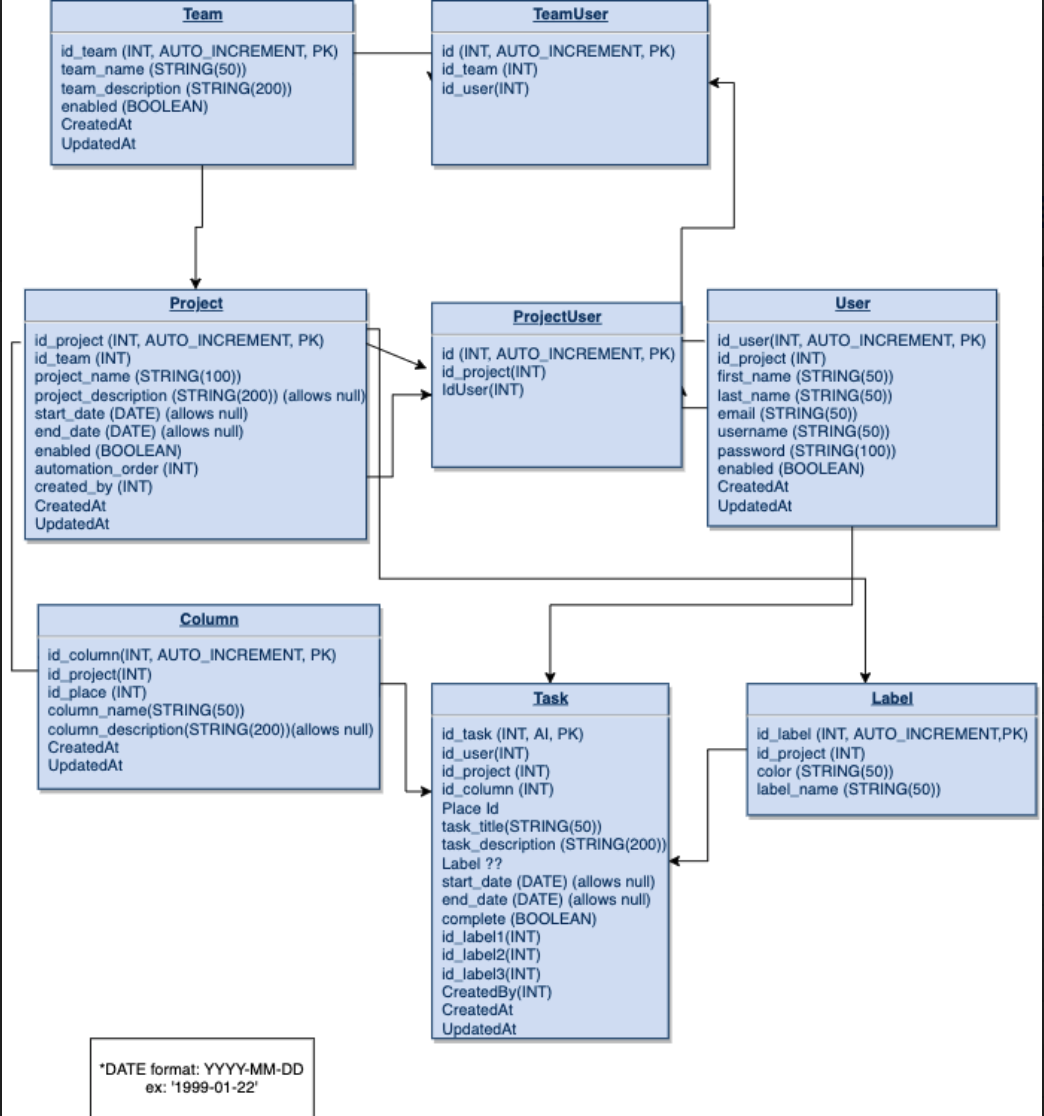 Team
id_team (INT, AUTO_INCREMENT, PK)
team_name (STRING(50))
team_description (STRING(200))
enabled (BOOLEAN)
CreatedAt
UpdatedAt
TeamUser
id (INT, AUTO_INCREMENT, PK)
id_team (INT)
id_user(INT)
Project
id_project (INT, AUTO_INCREMENT, PK)
id_team (INT)
project_name (STRING(100))
project_description (STRING(200)) (allows null)
start_date (DATE) (allows null)
end_date (DATE) (allows null)
enabled (BOOLEAN)
automation_order (INT)
created_by (INT)
CreatedAt
UpdatedAt
ProjectUser
id (INT, AUTO_INCREMENT, PK)
id_project(INT)
IdUser(INT)
User
id_user(INT, AUTO_INCREMENT, PK)
id_project (INT)
first_name (STRING(50))
last_name (STRING(50))
email (STRING(50))
username (STRING(50))
password (STRING(100))
enabled (BOOLEAN)
CreatedAt
UpdatedAt
Column
id_column(INT, AUTO_INCREMENT, PK)
id_project(INT)
id_place (INT)
column_name(STRING(50))
column_description(STRING(200))(allows null)
CreatedAt
UpdatedAt
Task
id_task (INT, AI, PK)
id_user(INT)
id_project (INT)
id_column (INT)
Place Id
task_title(STRING(50))
task_description (STRING(200))
Label ??
start_date (DATE) (allows null)
end_date (DATE) (allows null)
complete (BOOLEAN)
id_label1(INT)
id_label2(INT)
id_label3(INT)
CreatedBy(INT)
CreatedAt
UpdatedAt
Label
id_label (INT, AUTO_INCREMENT,PK)
id_project (INT)
color (STRING(50))
label_name (STRING(50))
*DATE format: YYYY-MM-DD
ex: '1999-01-22'